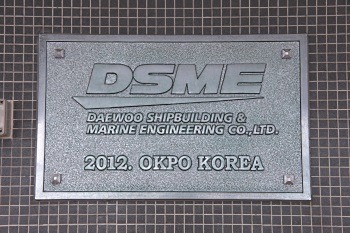 DSME
DAEWOO SHIPBUILDING &
MARINE ENGINEERING Co., LTD.
2012. OKPO KOREA